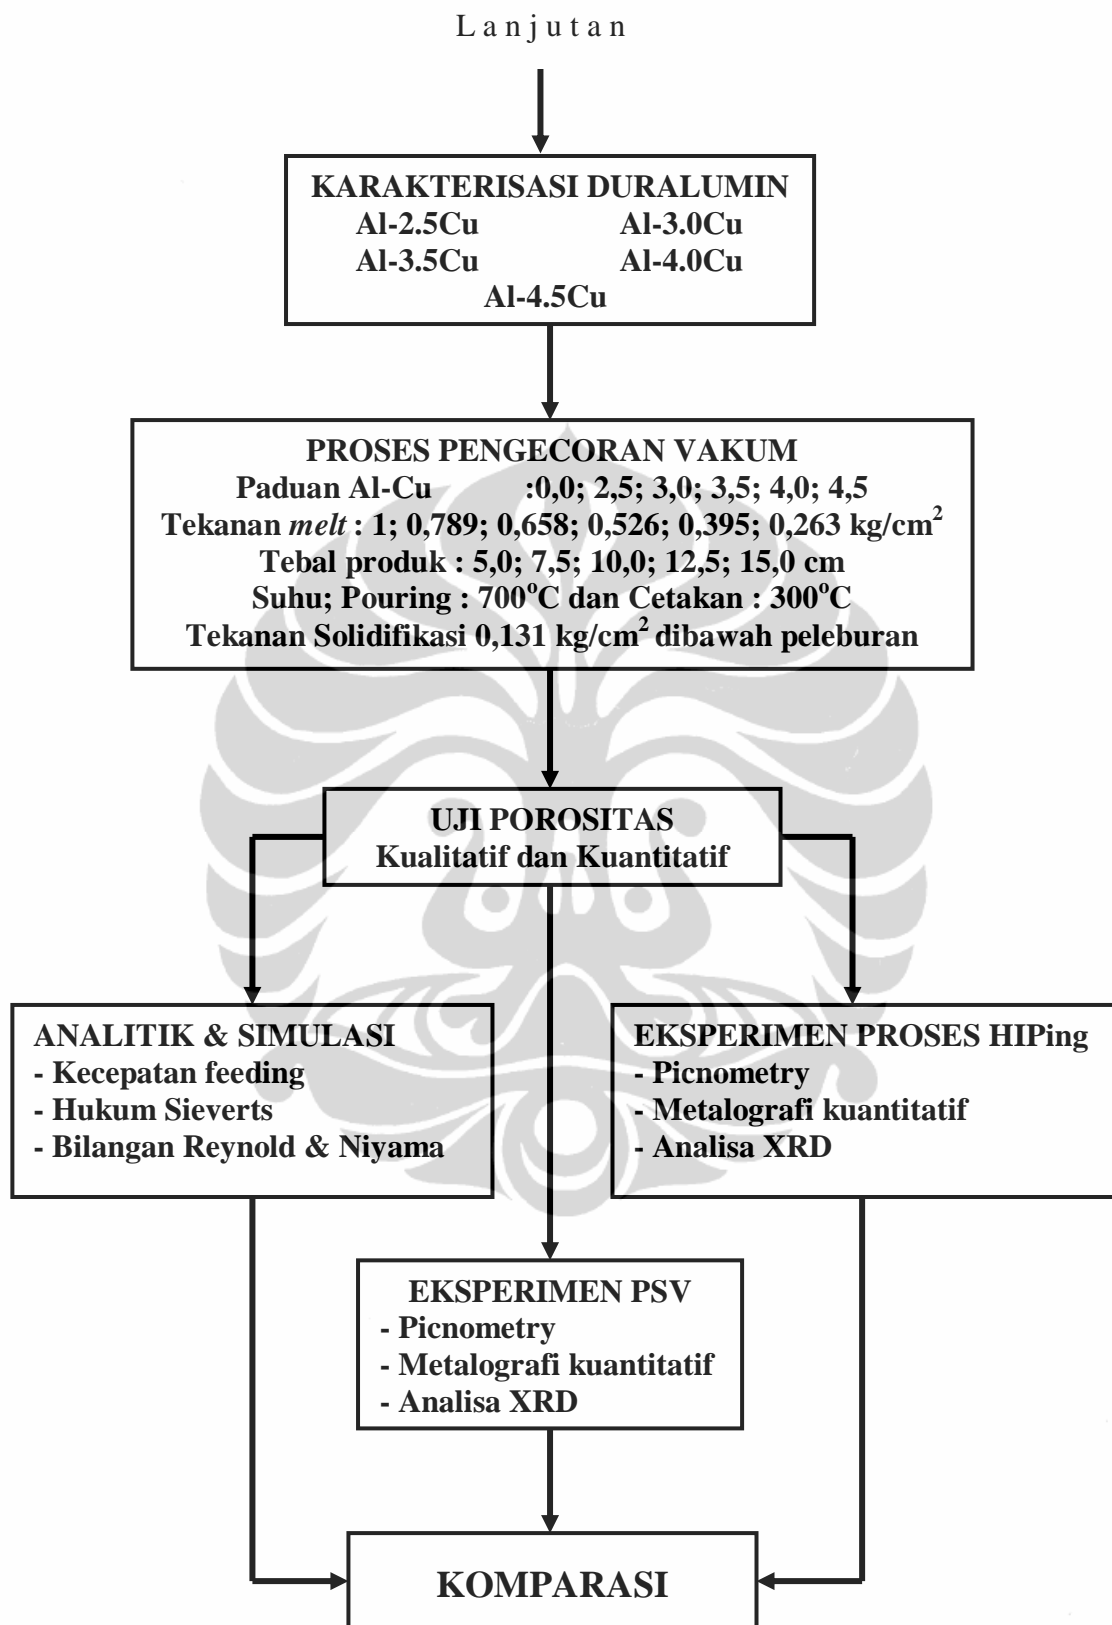 L a n j u t a n
KARAKTERISASI DURALUMIN
Al-2.5Cu Al-3.0Cu
Al-3.5Cu Al-4.0Cu
Al-4.5Cu
PROSES PENGECORAN VAKUM
Paduan Al-Cu :0,0; 2,5; 3,0; 3,5; 4,0; 4,5
Tekanan melt : 1; 0,789; 0,658; 0,526; 0,395; 0,263 kg/cm²
Tebal produk : 5,0; 7,5; 10,0; 12,5; 15,0 cm
Suhu; Pouring : 700°C dan Cetakan : 300°C
Tekanan Solidifikasi 0,131 kg/cm² dibawah peleburan
UJI POROSITAS
Kualitatif dan Kuantitatif
ANALITIK & SIMULASI
- Kecepatan feeding
- Hukum Sieverts
- Bilangan Reynold & Niyama
EKSPERIMEN PROSES HIPing
- Picnometry
- Metalografi kuantitatif
- Analisa XRD
EKSPERIMEN PSV
- Picnometry
- Metalografi kuantitatif
- Analisa XRD
KOMPARASI